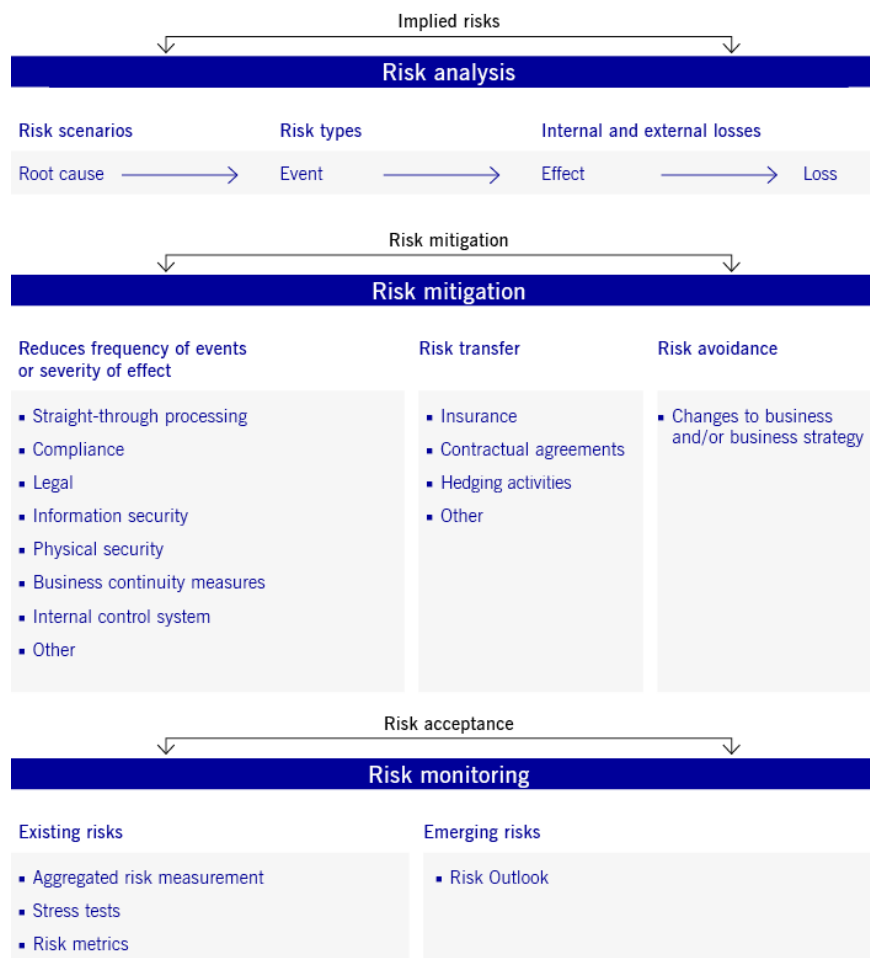 Implied risks
Risk analysis
Risk scenarios
Risk types
Internal and external losses
Root cause
Event
Effect
Loss
Risk mitigation
Risk mitigation
Reduces frequency of events
or severity of effect
▪ Straight-through processing
▪ Compliance
▪ Legal
▪ Information security
▪ Physical security
▪ Business continuity measures
▪ Internal control system
▪ Other
Risk transfer
▪ Insurance
▪ Contractual agreements
▪ Hedging activities
▪ Other
Risk avoidance
▪ Changes to business
and/or business strategy
Risk acceptance
Risk monitoring
Existing risks
▪ Aggregated risk measurement
▪ Stress tests
▪ Risk metrics
Emerging risks
▪ Risk Outlook